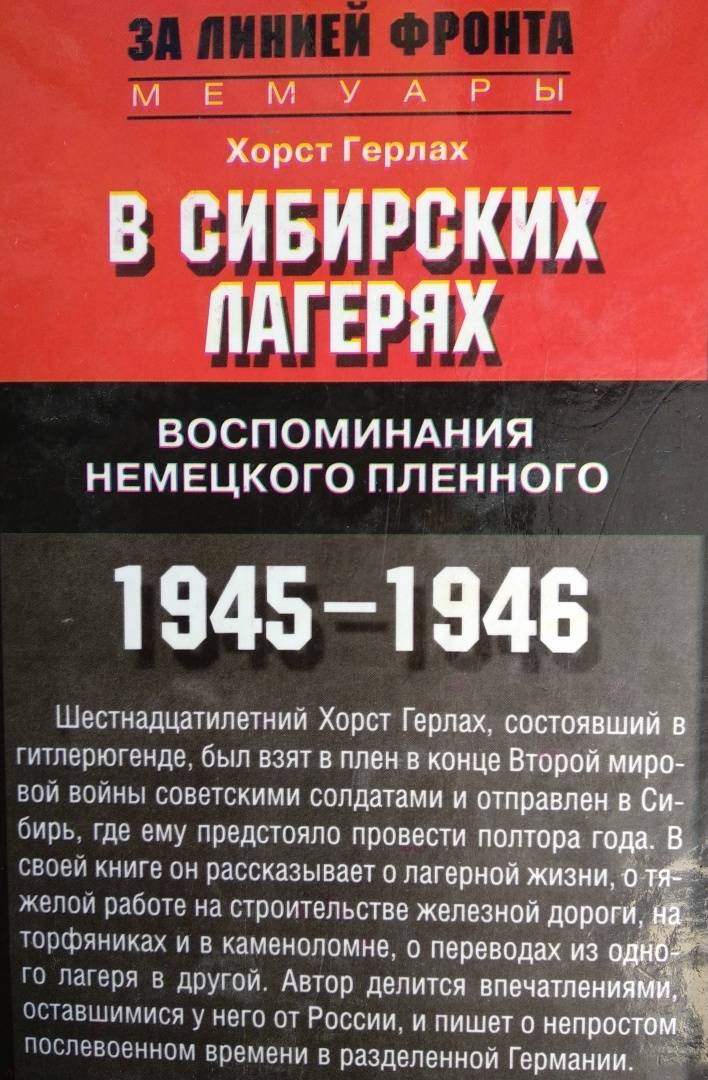 ЗА ЛИНИЕЙ ФРОНТА
МЕМУАРЫ
Хорст Герлах
В СИБИРСКИХ
ЛАГЕРЯХ
ВОСПОМИНАНИЯ
НЕМЕЦКОГО ПЛЕННОГО
1945–1946
Шестнадцатилетний Хорст Герлах, состоявший в
гитлерюгенде, был взят в плен в конце Второй миро-
вой войны советскими солдатами и отправлен в Си-
бирь, где ему предстояло провести полтора года. В
своей книге он рассказывает о лагерной жизни, о тя-
желой работе на строительстве железной дороги, на
торфяниках и в каменоломне, о переводах из одно-
го лагеря в другой. Автор делится впечатлениями,
оставшимися у него от России, и пишет о непростом
послевоенном времени в разделенной Германии.